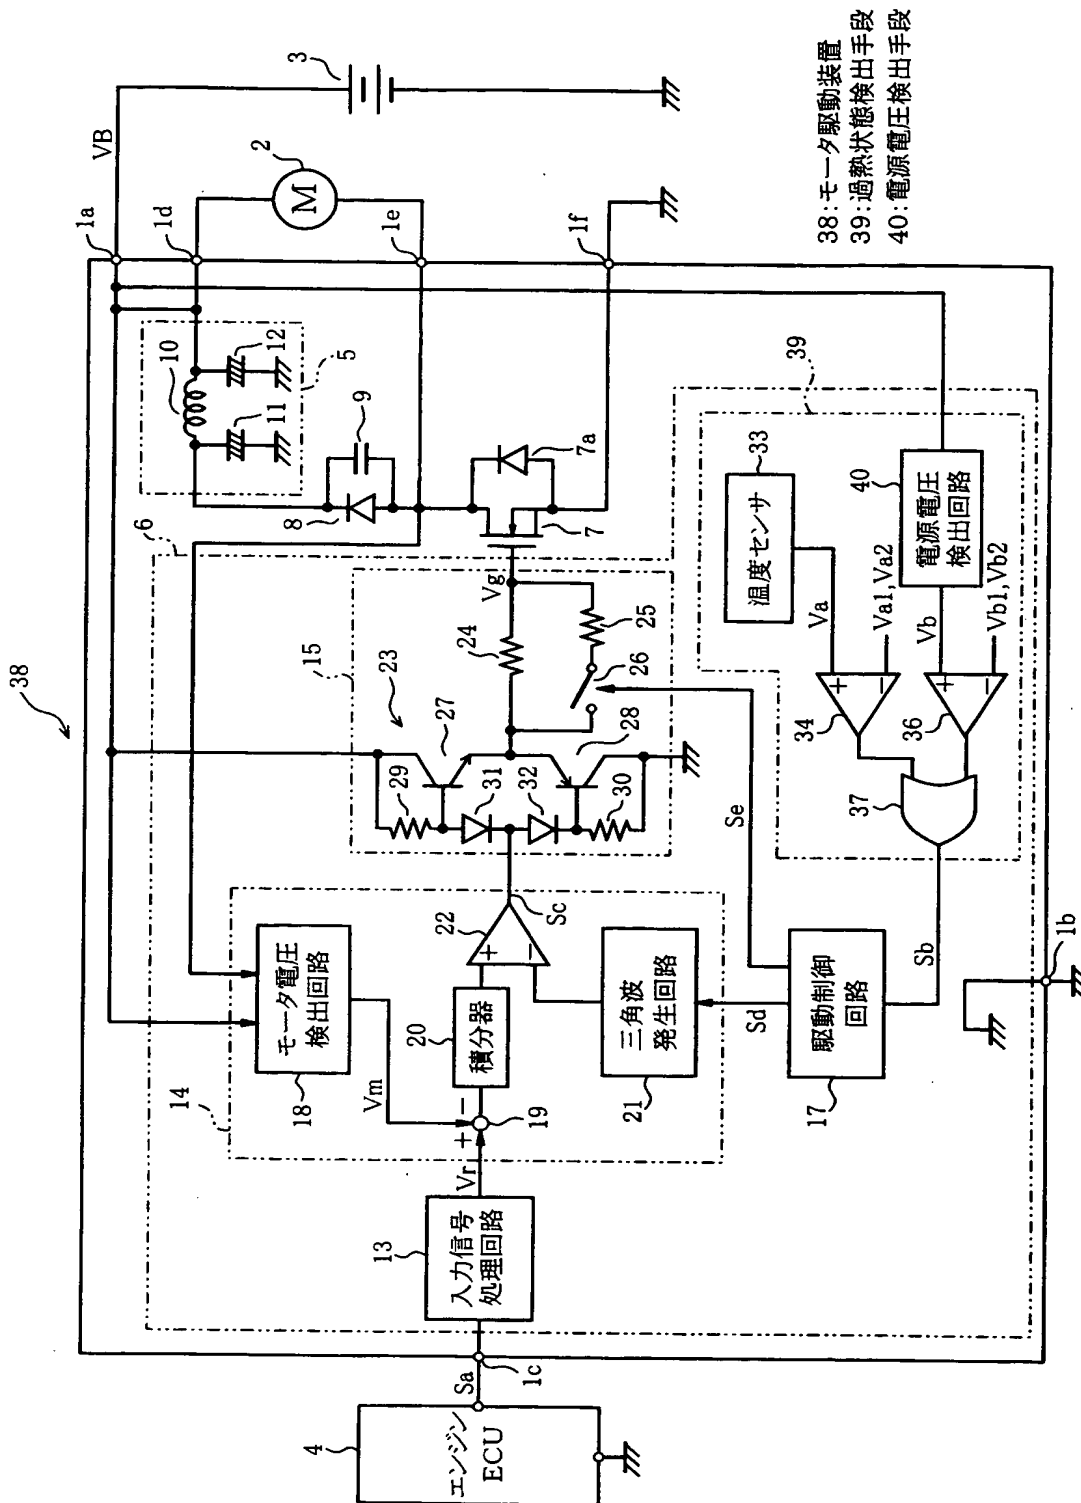 38
VB
3
1a
1d
2
M
1e
1f
10
12
11
5
9
8
7a
7
6
Vg
15
23
24
25
26
27
28
29
31
32
30
14
モータ電圧
検出回路
18
Vm
22
+
−
Sc
20
積分器
−
+
19
三角波
発生回路
21
Vr
13
入力信号
処理回路
Sa
1c
4
エンジン
ECU
Sd
Se
駆動制御
回路
17
Sb
1b
39
33
温度センサ
Va
Va1,Va2
+
−
34
40
電源電圧
検出回路
Vb
Vb1,Vb2
+
−
36
37
38:モータ駆動装置
39:過熱状態検出手段
40:電源電圧検出手段